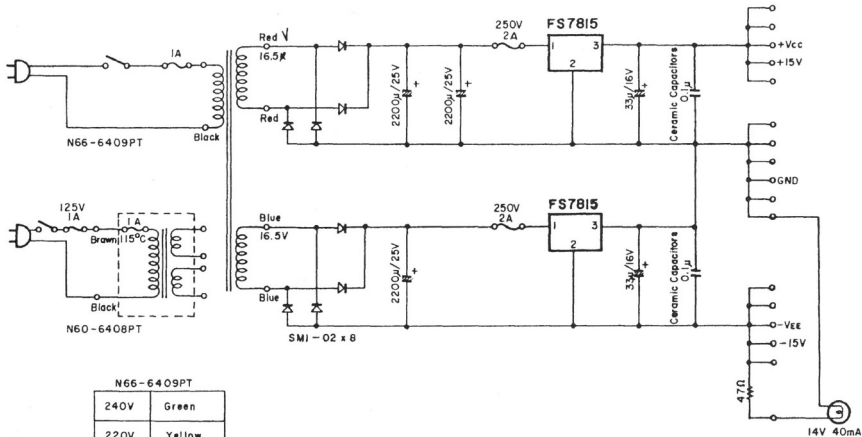 1A
Red V
16.5V
Red
Black
N66-6409PT
2200μ/25V
+
2200μ/25V
+
250V
2A
FS7815
1
3
2
33μ/16V
+
Ceramic Capacitors
0.1μ
+Vcc
+15V
GND
125V
1A
Brown
1A
115°C
Black
N60-6408PT
Blue
16.5V
Blue
SM1-02 x 8
2200μ/25V
+
250V
2A
FS7815
1
3
2
33μ/16V
+
Ceramic Capacitors
0.1μ
-VEE
-15V
47Ω
14V 40mA
N66-6409PT
240V Green
220V Yellow